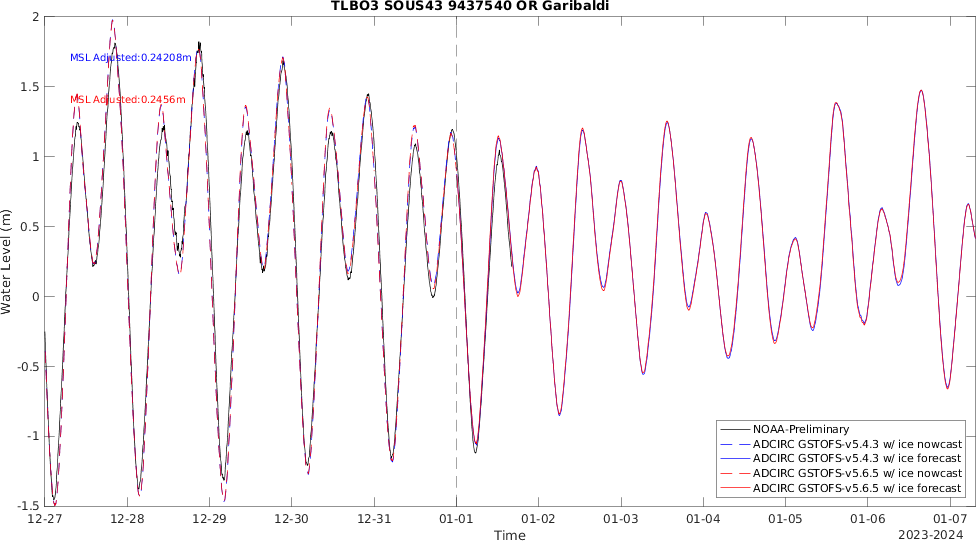 TLBO3 SOUS43 9437540 OR Garibaldi
2
MSL Adjusted:0.24208m
1.5
MSL Adjusted:0.2456m
1
0.5
0
-0.5
-1
-1.5
Water Level (m)
NOAA-Preliminary
ADCIRC GSTOFS-v5.4.3 w/ ice nowcast
ADCIRC GSTOFS-v5.4.3 w/ ice forecast
ADCIRC GSTOFS-v5.6.5 w/ ice nowcast
ADCIRC GSTOFS-v5.6.5 w/ ice forecast
12-27 12-28 12-29 12-30 12-31 01-01 01-02 01-03 01-04 01-05 01-06 01-07
Time
2023-2024